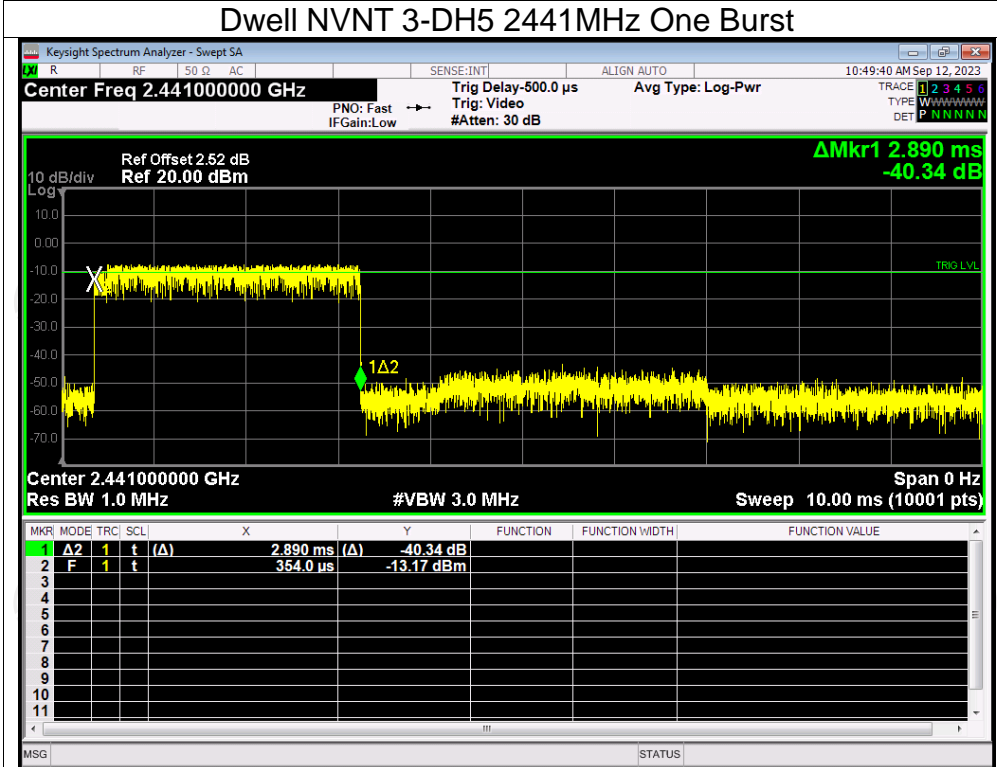 Dwell NVNT 3-DH5 2441MHz One Burst
Keysight Spectrum Analyzer - Swept SA
LXI R RF 50 Ω AC SENSE:INT ALIGN AUTO 10:49:40 AM Sep 12, 2023
Center Freq 2.441000000 GHz
Trig Delay-500.0 µs Avg Type: Log-Pwr TRACE 1 2 3 4 5 6
PNO: Fast Trig: Video TYPE WWWWWWW
IFGain:Low #Atten: 30 dB DET P N N N N N
ΔMkr1 2.890 ms
-40.34 dB
Ref Offset 2.52 dB
10 dB/div Ref 20.00 dBm
Log
10.0
0.00
-10.0
TRIG LVL
-20.0
-30.0
-40.0
1Δ2
-50.0
-60.0
-70.0
Center 2.441000000 GHz Span 0 Hz
Res BW 1.0 MHz #VBW 3.0 MHz Sweep 10.00 ms (10001 pts)
MKR MODE TRC SCL X Y FUNCTION FUNCTION WIDTH FUNCTION VALUE
1 Δ2 1 t (Δ) 2.890 ms (Δ) -40.34 dB
2 F 1 t 354.0 µs -13.17 dBm
3
4
5
6
7
8
9
10
11
MSG STATUS